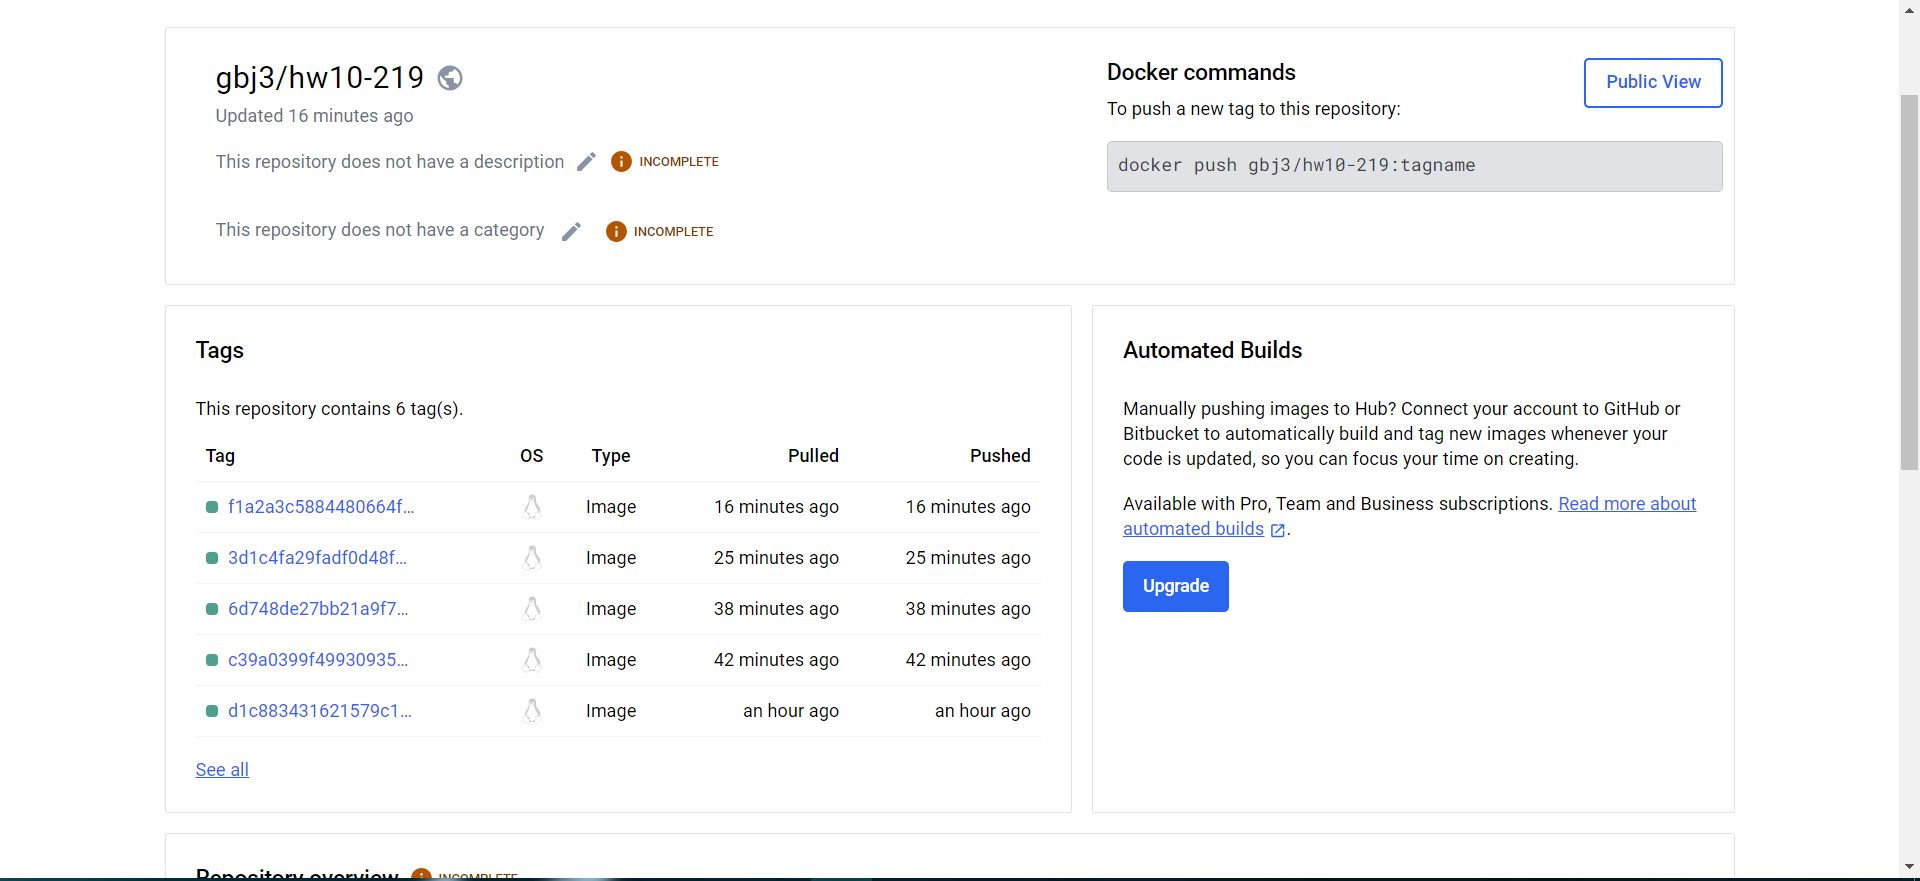 gbj3/hw10-219
Updated 16 minutes ago
This repository does not have a description INCOMPLETE
This repository does not have a category INCOMPLETE
Docker commands
Public View
To push a new tag to this repository:
docker push gbj3/hw10-219:tagname
Tags
This repository contains 6 tag(s).
Tag OS Type Pulled Pushed
f1a2a3c5884480664f... Image 16 minutes ago 16 minutes ago
3d1c4fa29fadf0d48f... Image 25 minutes ago 25 minutes ago
6d748de27bb21a9f7... Image 38 minutes ago 38 minutes ago
c39a0399f49930935... Image 42 minutes ago 42 minutes ago
d1c883431621579c1... Image an hour ago an hour ago
See all
Automated Builds
Manually pushing images to Hub? Connect your account to GitHub or
Bitbucket to automatically build and tag new images whenever your
code is updated, so you can focus your time on creating.
Available with Pro, Team and Business subscriptions. Read more about
automated builds .
Upgrade
Repository overview INCOMPLETE